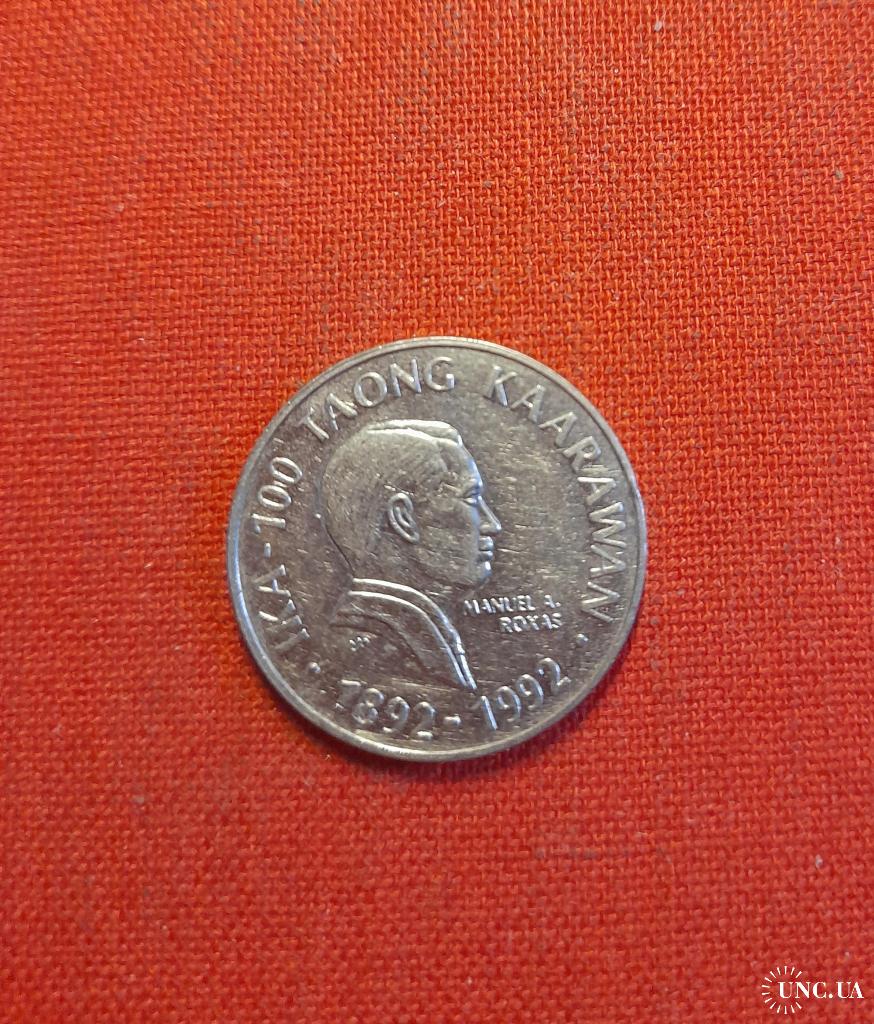 IKA-100 TAONG KAARAWAN
MANUEL A.
ROXAS
1892-1992
UNC.UA